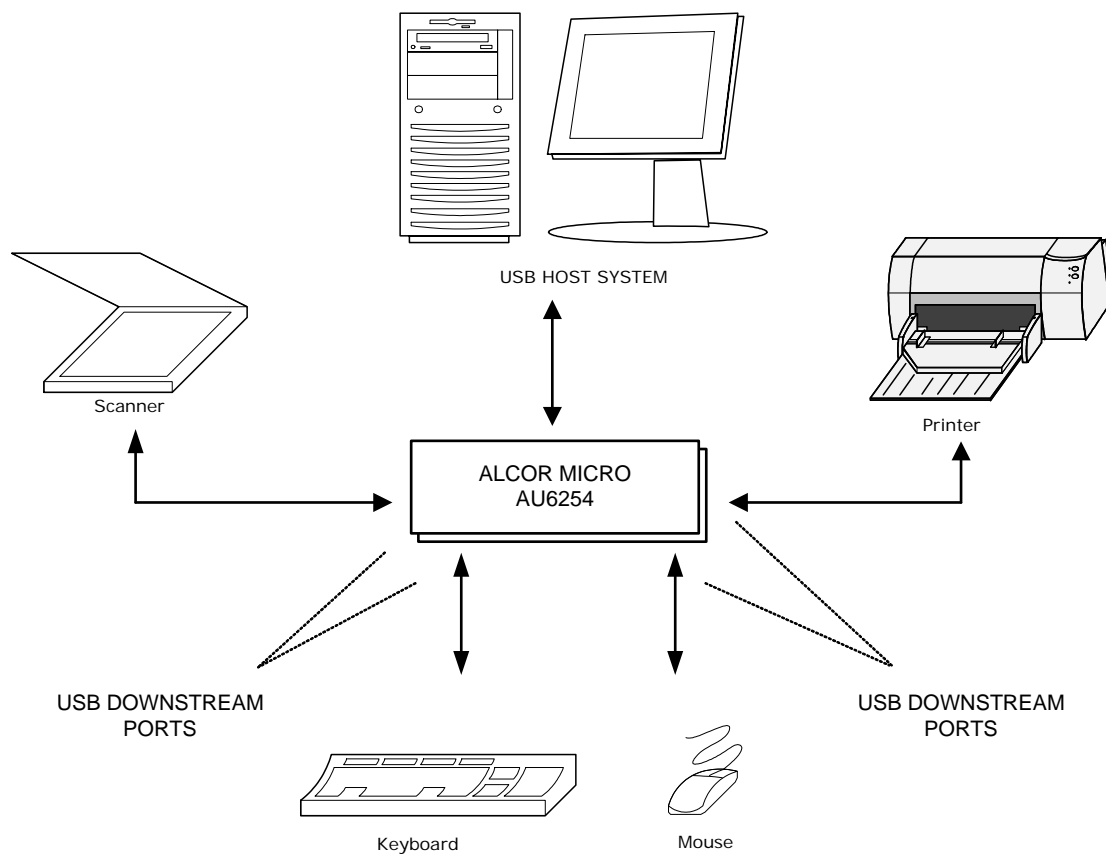 USB HOST SYSTEM
Scanner
Printer
ALCOR MICRO
AU6254
USB DOWNSTREAM
PORTS
USB DOWNSTREAM
PORTS
Keyboard
Mouse